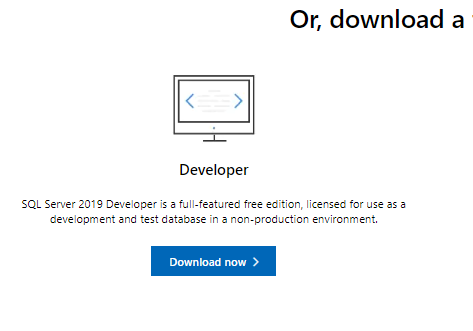 Or, download a
Developer
SQL Server 2019 Developer is a full-featured free edition, licensed for use as a
development and test database in a non-production environment.
Download now